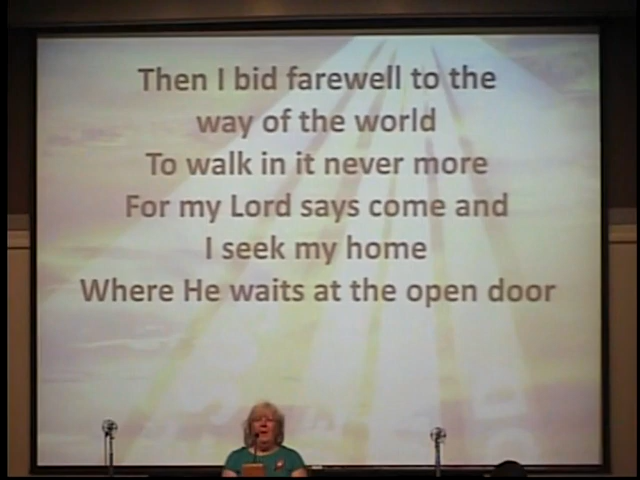 Then I bid farewell to the
way of the world
To walk in it never more
For my Lord says come and
I seek my home
Where He waits at the open door